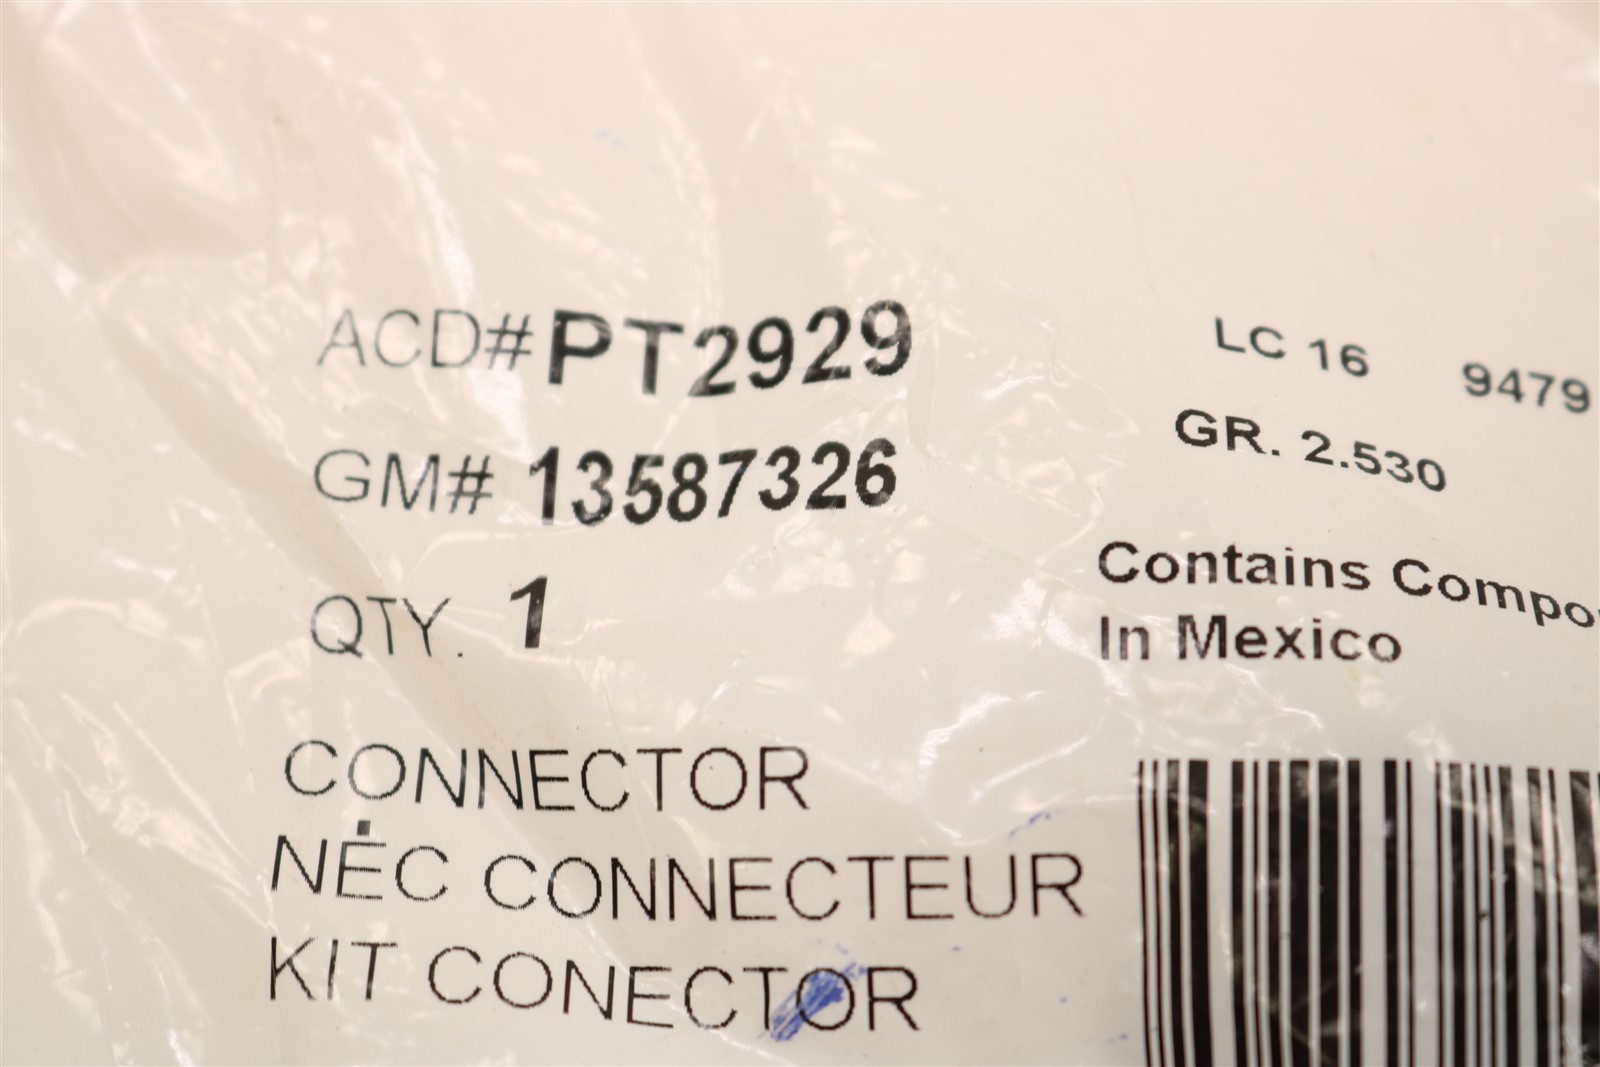 ACD# PT2929
GM# 13587326
QTY. 1
CONNECTOR
NÉC CONNECTEUR
KIT CONECTOR
LC 16 9479
GR. 2.530
Contains Compo
In Mexico